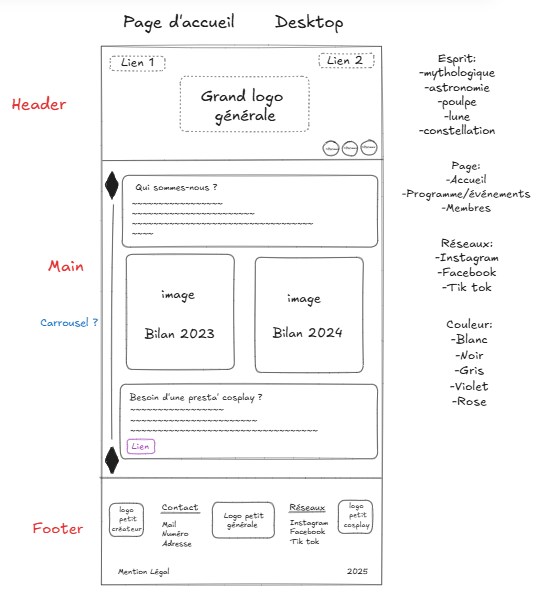 Page d'accueil
Desktop
Header
Lien 1
Lien 2
Grand logo
générale
Main
Carrousel ?
Qui sommes-nous ?
image
Bilan 2023
image
Bilan 2024
Besoin d'une presta' cosplay ?
Lien
Footer
logo
petit
créateur
Contact
Mail
Numéro
Adresse
Logo petit
générale
Réseaux
Instagram
Facebook
Tik tok
logo
petit
cosplay
Mention Légal
2025
Esprit:
-mythologique
-astronomie
-poulpe
-lune
-constellation
Page:
-Accueil
-Programme/événements
-Membres
Réseaux:
-Instagram
-Facebook
-Tik tok
Couleur:
-Blanc
-Noir
-Gris
-Violet
-Rose